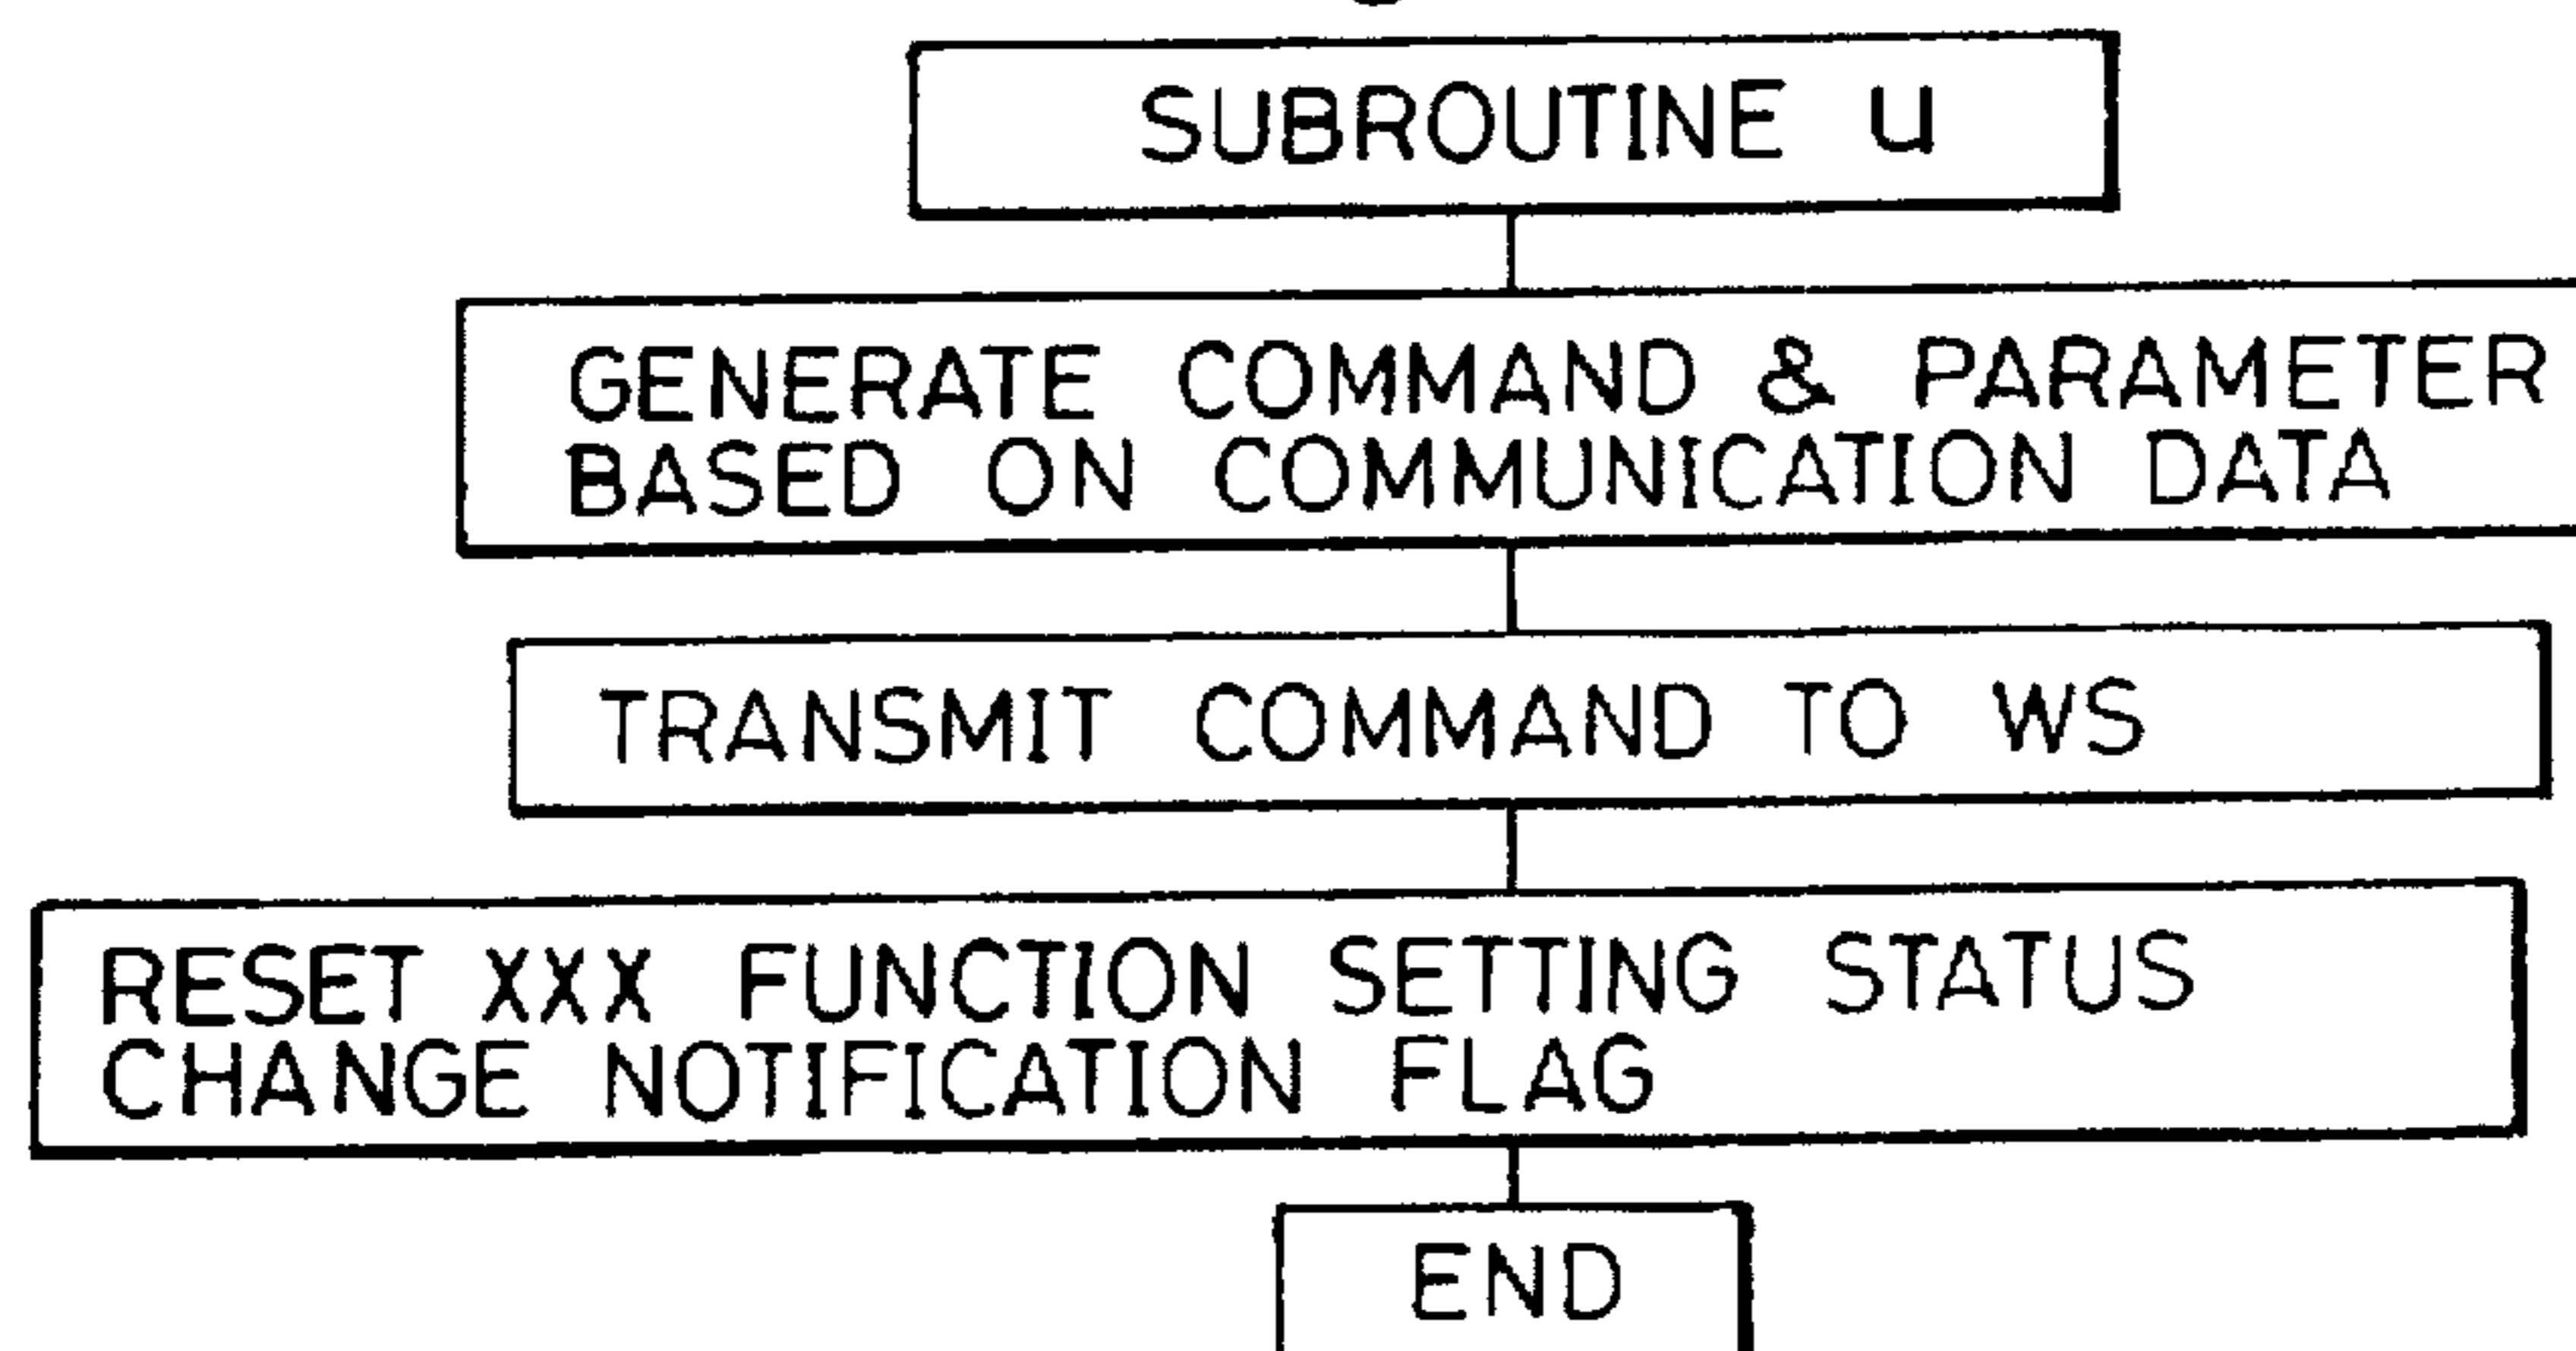 SUBROUTINE u
GENERATE COMMAND & PARAMETER
BASED ON COMMUNICATION DATA
TRANSMIT COMMAND TO WS
RESET XXX FUNCTION SETTING STATUS
CHANGE NOTIFICATION FLAG
END